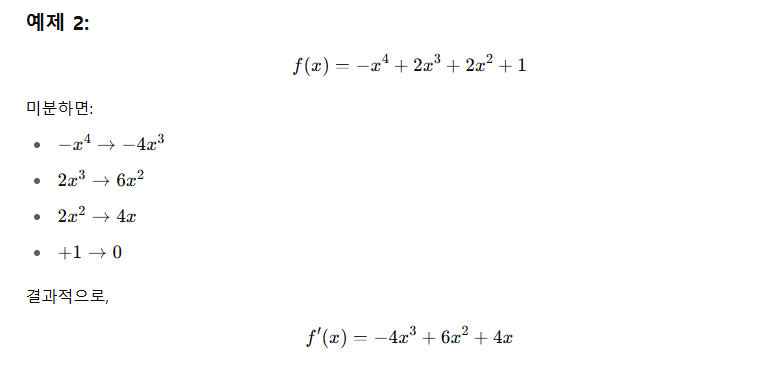 예제 2:
f(x) = −x⁴ + 2x³ + 2x² + 1
미분하면:
• −x⁴ → −4x³
• 2x³ → 6x²
• 2x² → 4x
• +1 → 0
결과적으로,
f′(x) = −4x³ + 6x² + 4x